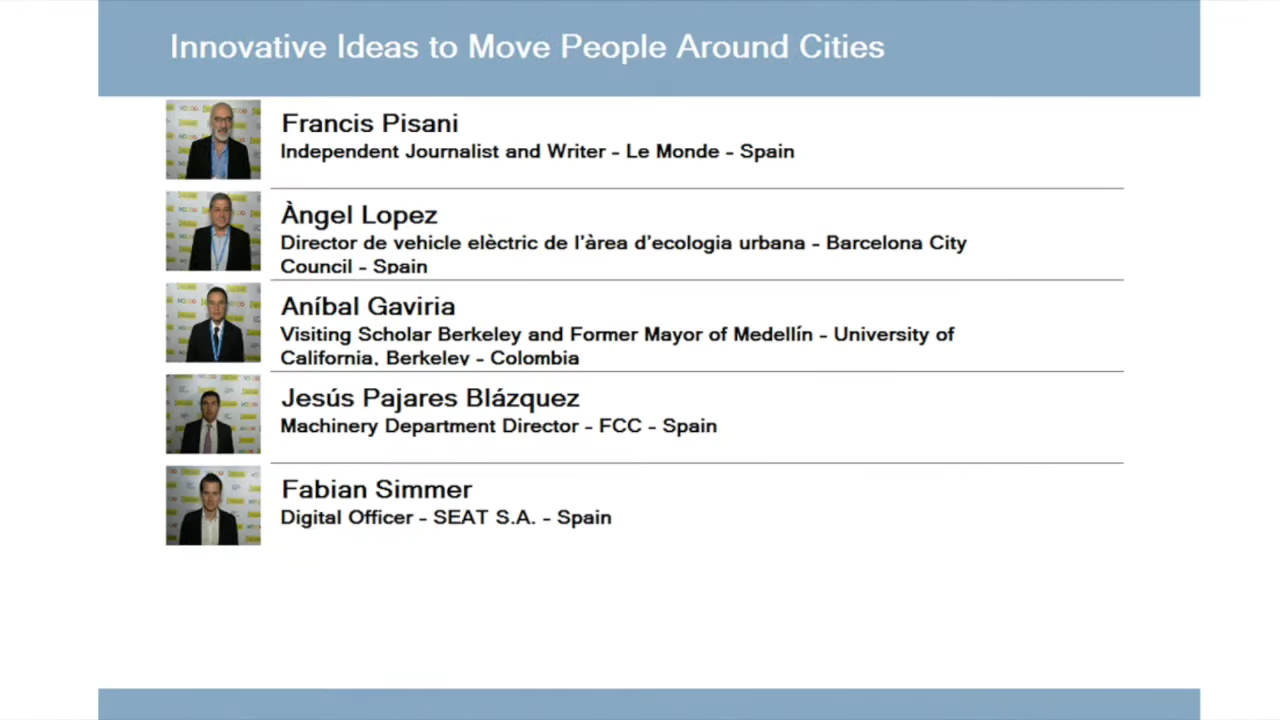 Innovative Ideas to Move People Around Cities
Francis Pisani
Independent Journalist and Writer - Le Monde - Spain
Àngel Lopez
Director de vehicle elèctric de l'àrea d'ecologia urbana - Barcelona City
Council - Spain
Aníbal Gaviria
Visiting Scholar Berkeley and Former Mayor of Medellín - University of
California, Berkeley - Colombia
Jesús Pajares Blázquez
Machinery Department Director - FCC - Spain
Fabian Simmer
Digital Officer - SEAT S.A. - Spain